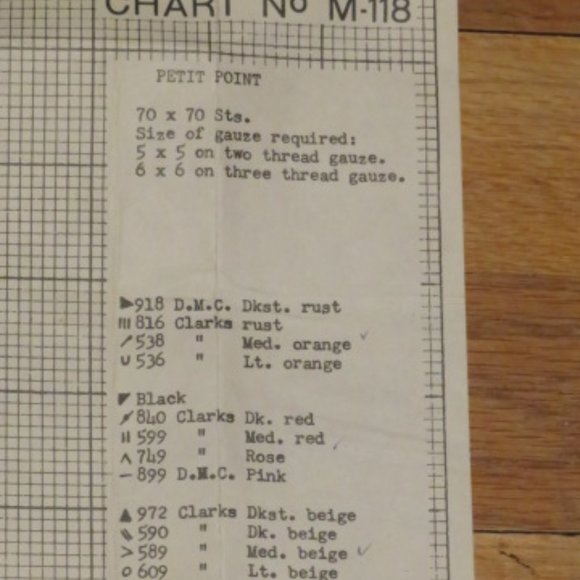 CHART No M-118
PETIT POINT
70 x 70 Sts.
Size of gauze required:
5 x 5 on two thread gauze.
6 x 6 on three thread gauze.
918 D.M.C. Dkst. rust
816 Clarks rust
538 " Med. orange
536 " Lt. orange
Black
840 Clarks Dk. red
599 " Med. red
749 " Rose
899 D.M.C. Pink
972 Clarks Dkst. beige
590 " Dk. beige
589 " Med. beige
609 " Lt. beige